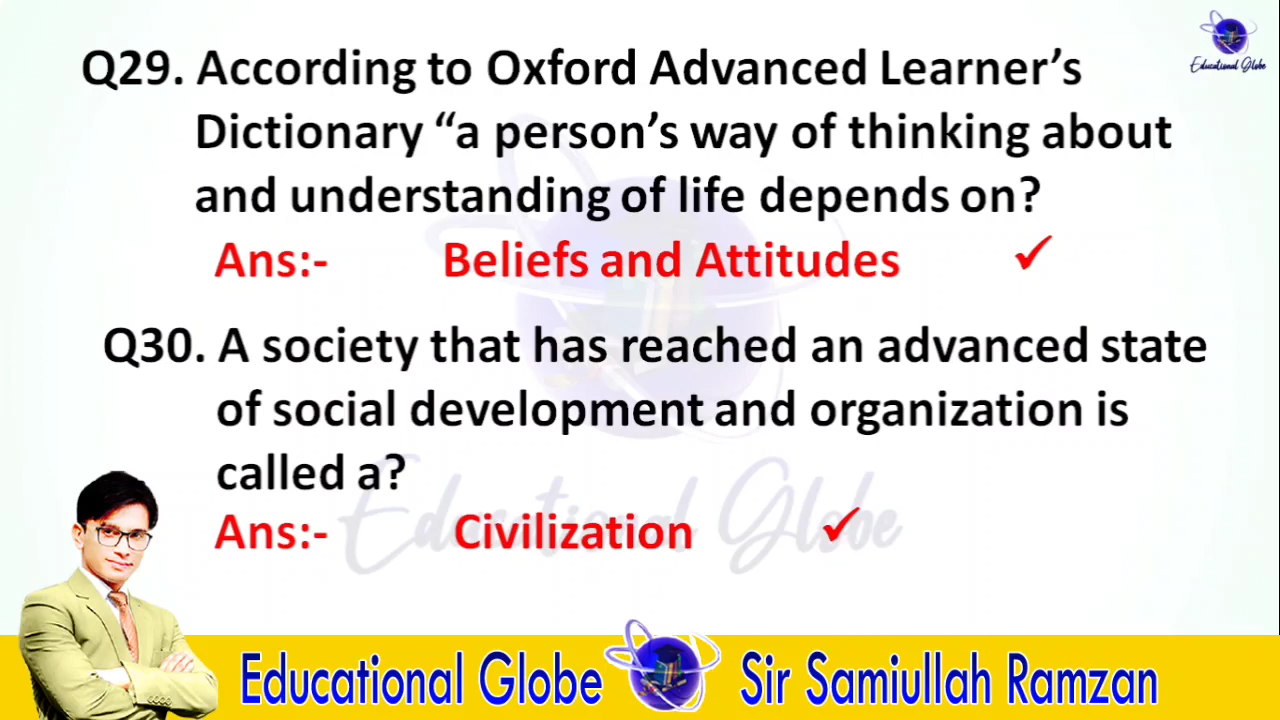 Educational Globe
Q29. According to Oxford Advanced Learner’s
Dictionary “a person’s way of thinking about
and understanding of life depends on?
Ans:- Beliefs and Attitudes ✓
Q30. A society that has reached an advanced state
of social development and organization is
called a?
Ans:- Civilization ✓
Educational Globe
Educational Globe Sir Samiullah Ramzan